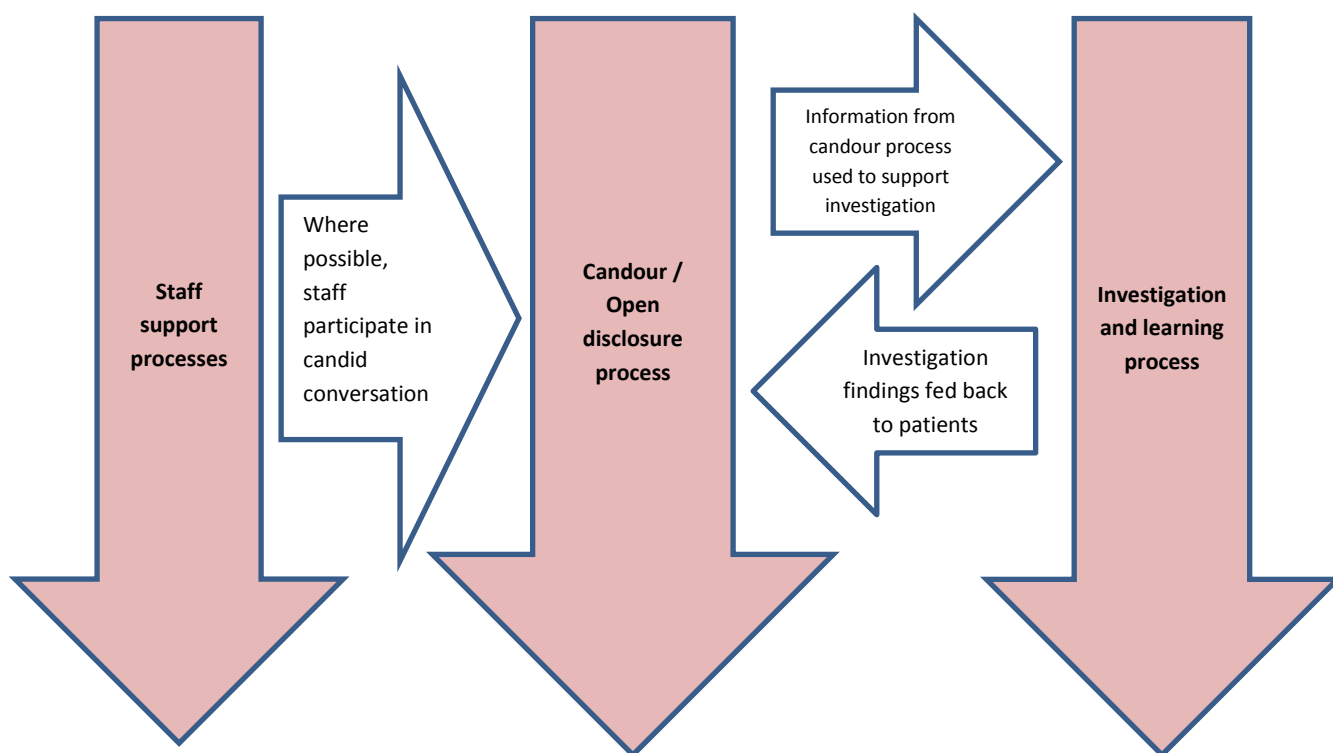 Staff
support
processes
Where
possible,
staff
participate in
candid
conversation
Candour /
Open
disclosure
process
Information from
candour process
used to support
investigation
Investigation
findings fed back
to patients
Investigation
and learning
process